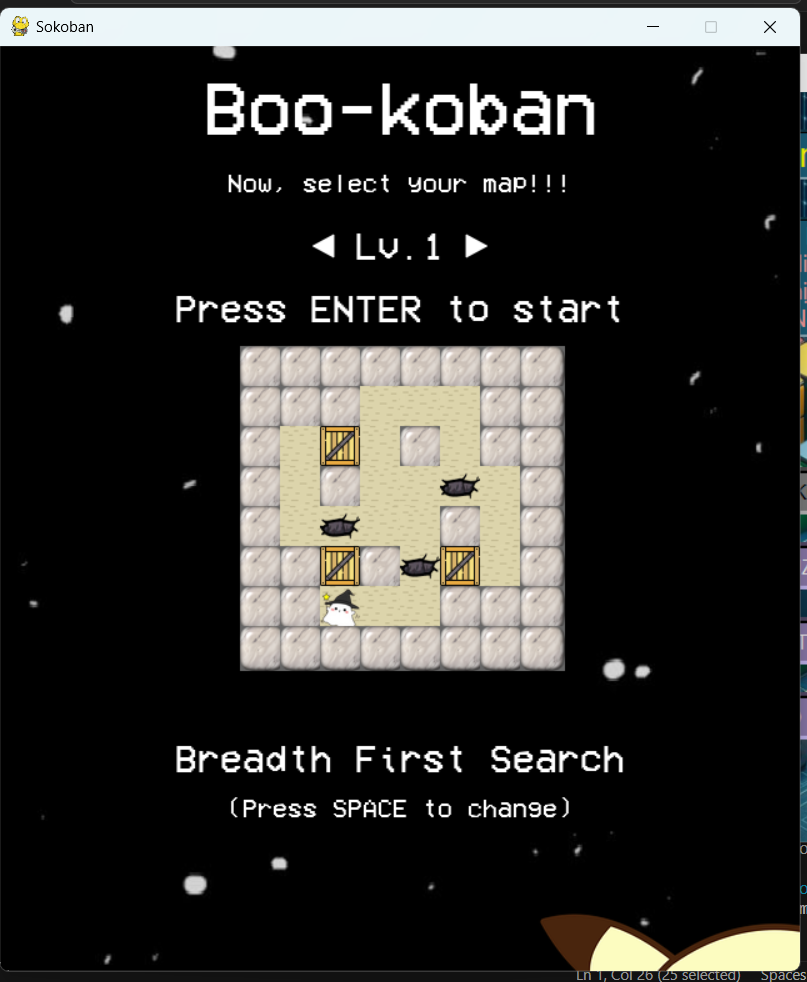 Sokoban
Boo-koban
Now, select your map!!!
◀ Lv.1 ▶
Press ENTER to start
Breadth First Search
(Press SPACE to change)
Ln 1, Col 26 (25 selected) Spaces